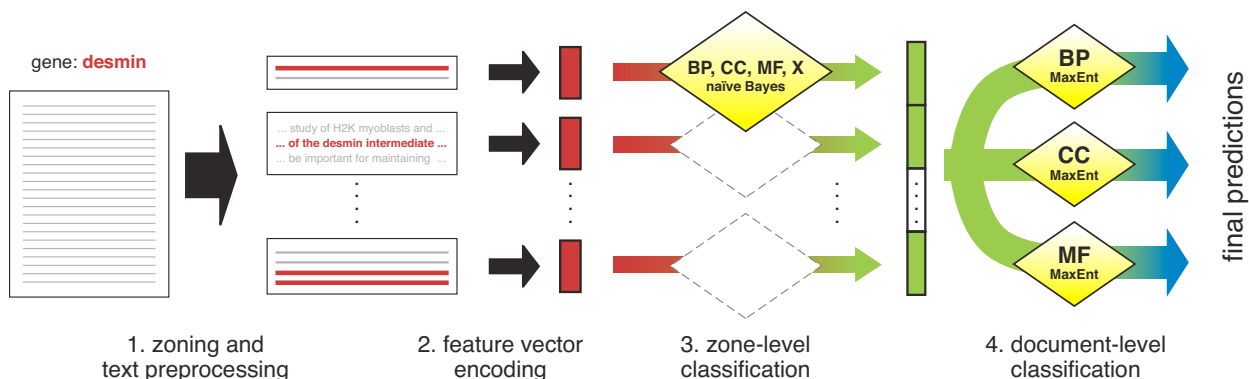 gene: desmin
... study of H2K myoblasts and ...
... of the desmin intermediate ...
... be important for maintaining ...
BP, CC, MF, X
naïve Bayes
BP
MaxEnt
CC
MaxEnt
MF
MaxEnt
final predictions
1. zoning and
text preprocessing
2. feature vector
encoding
3. zone-level
classification
4. document-level
classification